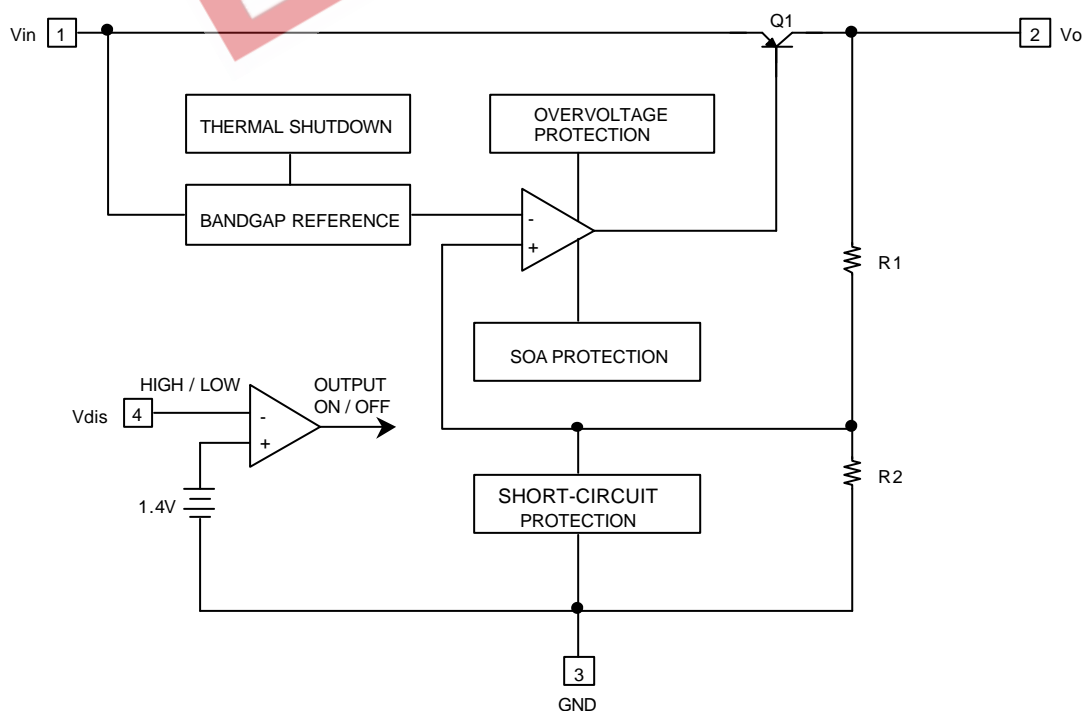 Q1
Vin 1
2 Vo
THERMAL SHUTDOWN
OVERVOLTAGE
PROTECTION
BANDGAP REFERENCE
-
+
R1
SOA PROTECTION
HIGH / LOW
OUTPUT
ON / OFF
Vdis 4
-
+
1.4V
SHORT-CIRCUIT
PROTECTION
R2
3
GND